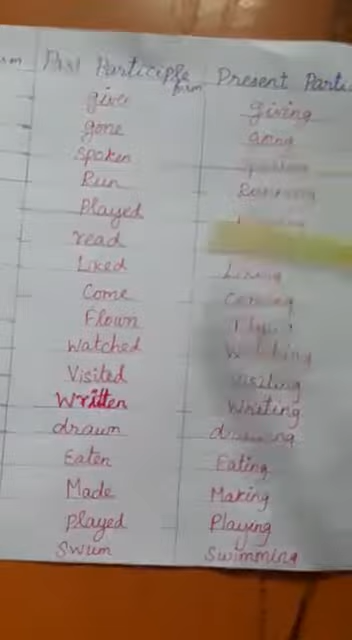 Past Participle form Present Parti
given giving
gone going
spoken
Run Running
Played
read
Liked Liking
Come Coming
Flown
Watched Watching
Visited Visiting
Written Writing
drawn drawing
Eaten Eating
Made Making
Played Playing
Swum Swimming